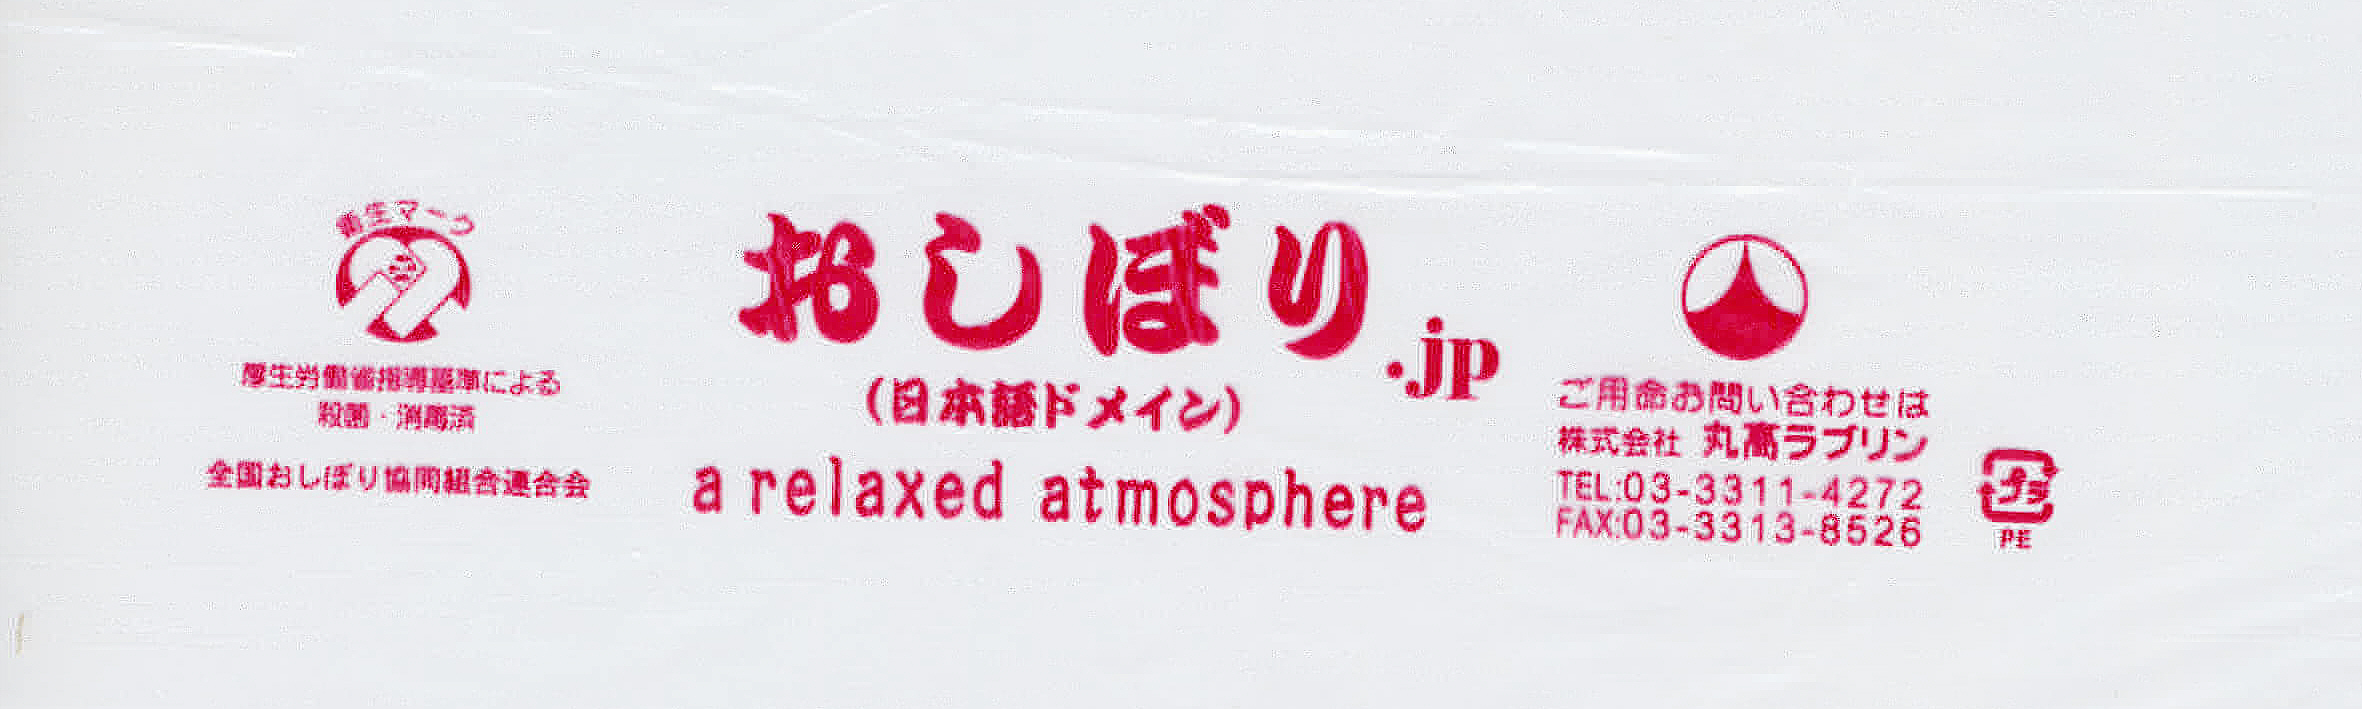 衛生マーク
厚生労働省指導基準による
殺菌・消毒済
全国おしぼり協同組合連合会
おしぼり.jp
(日本語ドメイン)
a relaxed atmosphere
ご用命お問い合わせは
株式会社 丸髙ラブリン
TEL:03-3311-4272
FAX:03-3313-8526
プラ
PE